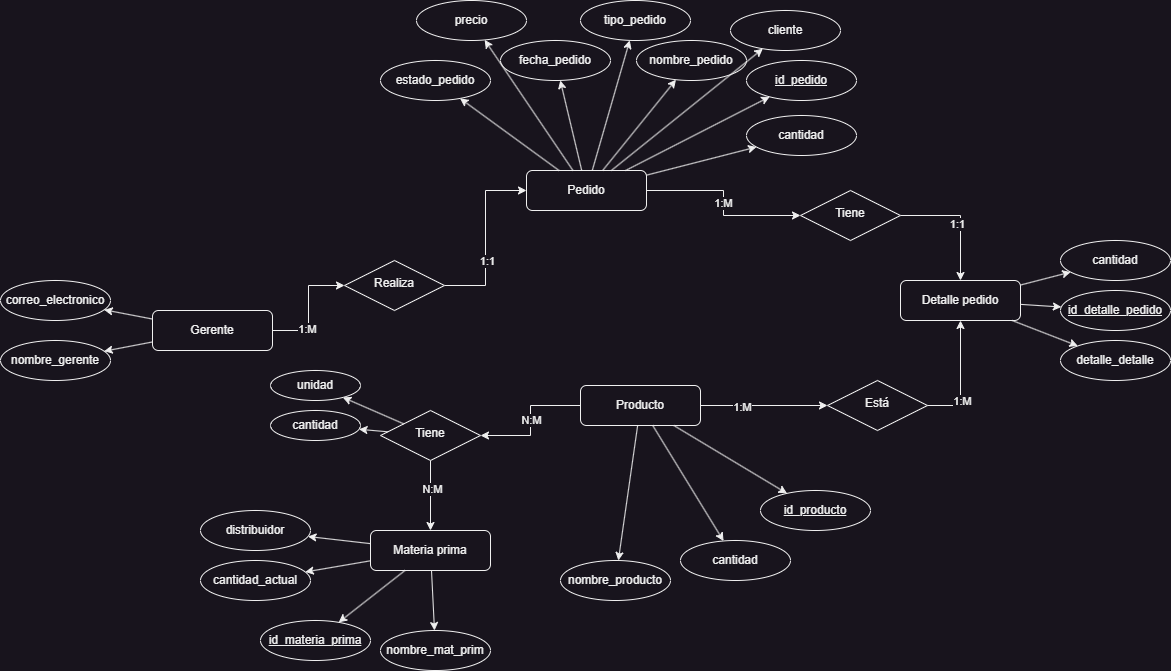 precio
tipo_pedido
cliente
fecha_pedido
nombre_pedido
estado_pedido
id_pedido
cantidad
Pedido
1:M
Tiene
1:1
1:1
cantidad
Realiza
correo_electronico
Detalle pedido
id_detalle_pedido
1:M
Gerente
nombre_gerente
detalle_detalle
unidad
Producto
1:M
Está
1:M
N:M
cantidad
Tiene
N:M
id_producto
distribuidor
Materia prima
cantidad
cantidad_actual
nombre_producto
id_materia_prima
nombre_mat_prim